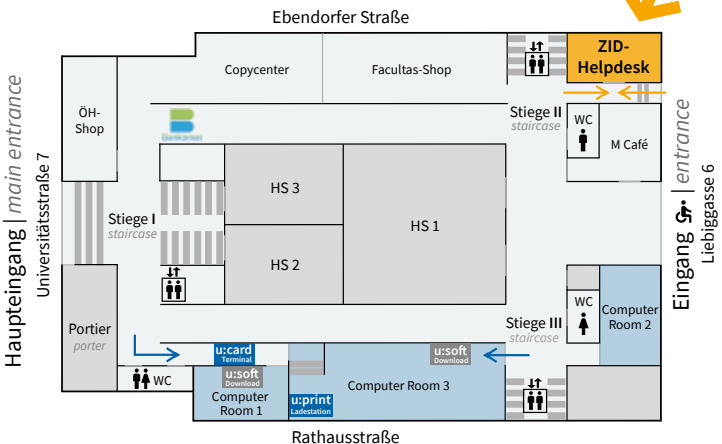 Ebendorfer Straße
ZID-
Helpdesk
Copycenter
Facultas-Shop
ÖH-
Shop
Stiege II
staircase
WC
M Café
Haupteingang | main entrance
Universitätsstraße 7
Eingang | entrance
Liebiggasse 6
HS 3
HS 1
Stiege I
staircase
HS 2
Portier
porter
Stiege III
staircase
WC
Computer
Room 2
u:card
Terminal
u:soft
Download
WC
u:soft
Download
Computer
Room 1
Computer Room 3
u:print
Ladestation
Rathausstraße